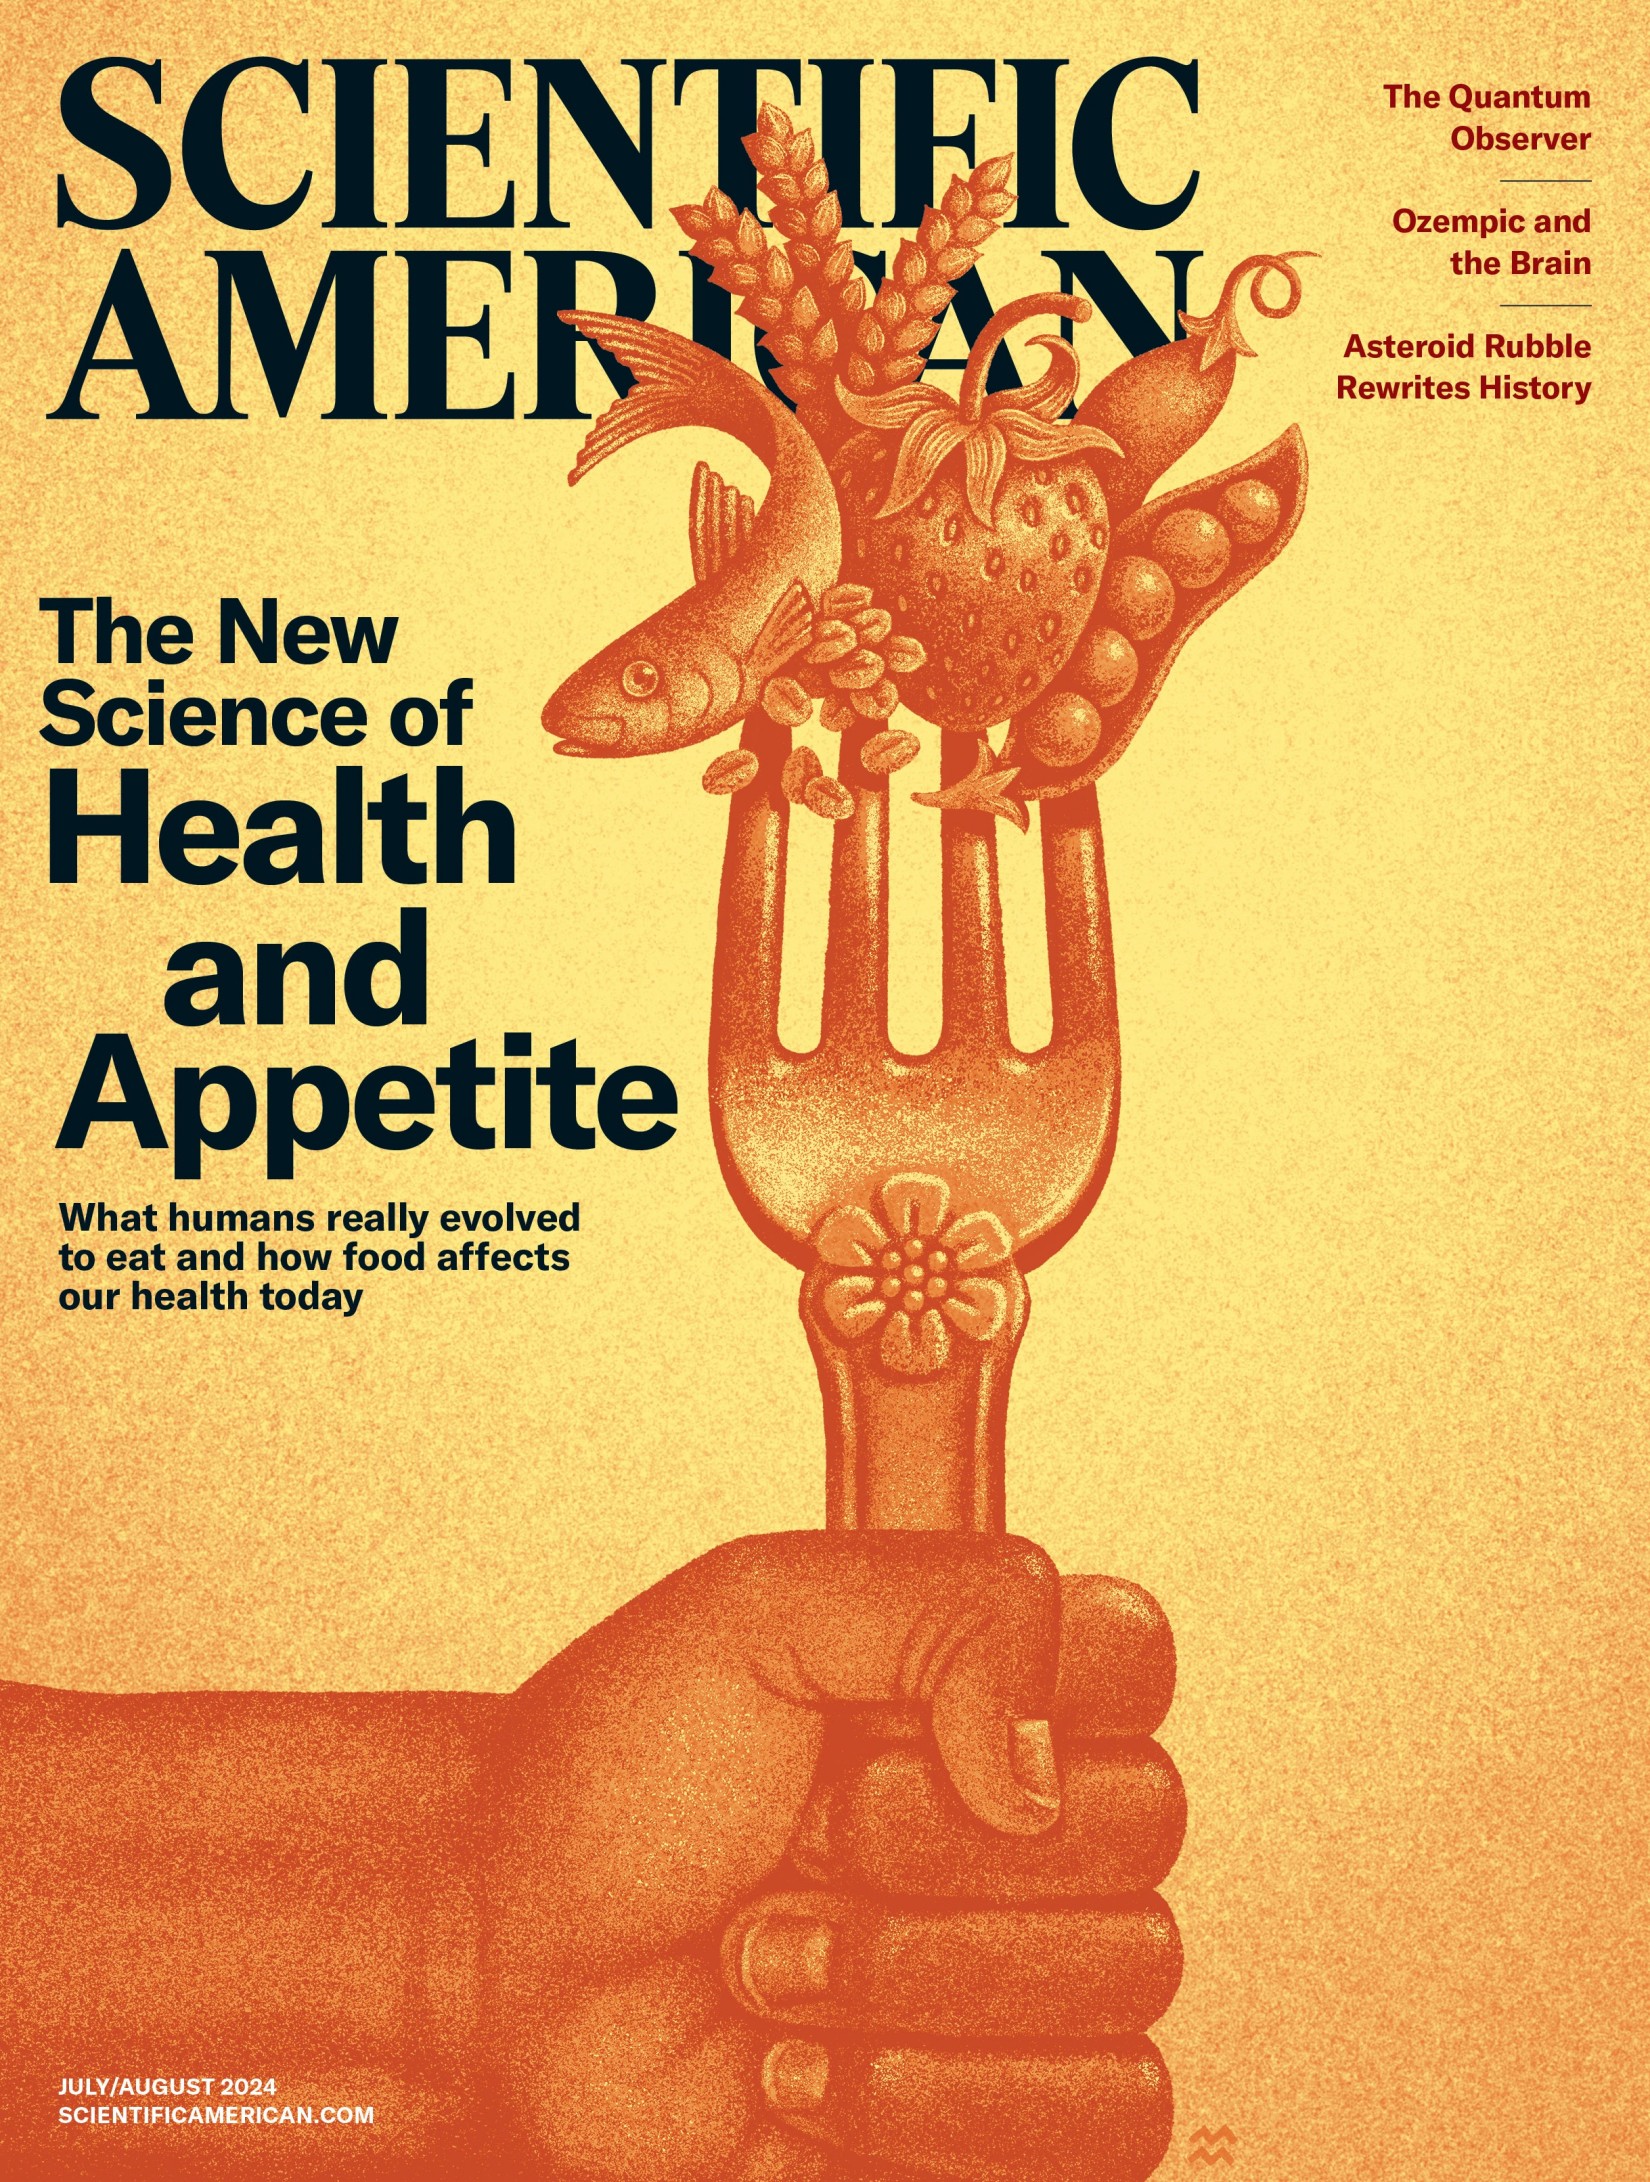 SCIENTIFIC
AMERICAN
The Quantum
Observer
Ozempic and
the Brain
Asteroid Rubble
Rewrites History
The New
Science of
Health
and
Appetite
What humans really evolved
to eat and how food affects
our health today
JULY/AUGUST 2024
SCIENTIFICAMERICAN.COM